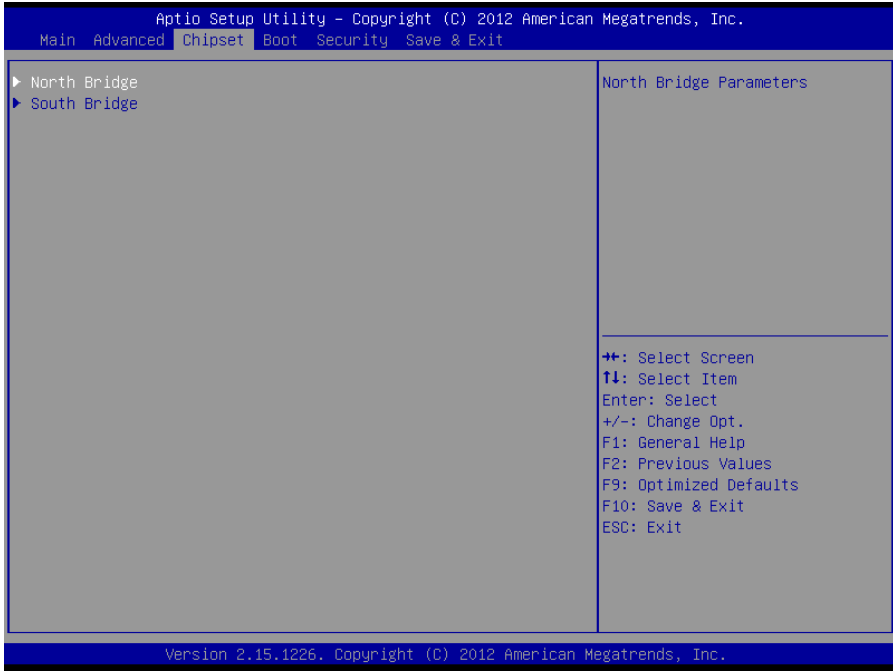 Aptio Setup Utility – Copyright (C) 2012 American Megatrends, Inc.
Main Advanced Chipset Boot Security Save & Exit
▶ North Bridge
▶ South Bridge
North Bridge Parameters
→←: Select Screen
↑↓: Select Item
Enter: Select
+/-: Change Opt.
F1: General Help
F2: Previous Values
F9: Optimized Defaults
F10: Save & Exit
ESC: Exit
Version 2.15.1226. Copyright (C) 2012 American Megatrends, Inc.